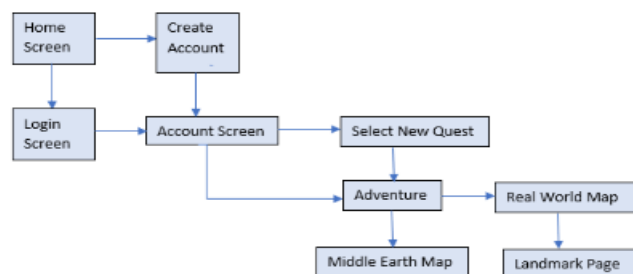 Home
Screen
Create
Account
Login
Screen
Account Screen
Select New Quest
Adventure
Real World Map
Middle Earth Map
Landmark Page